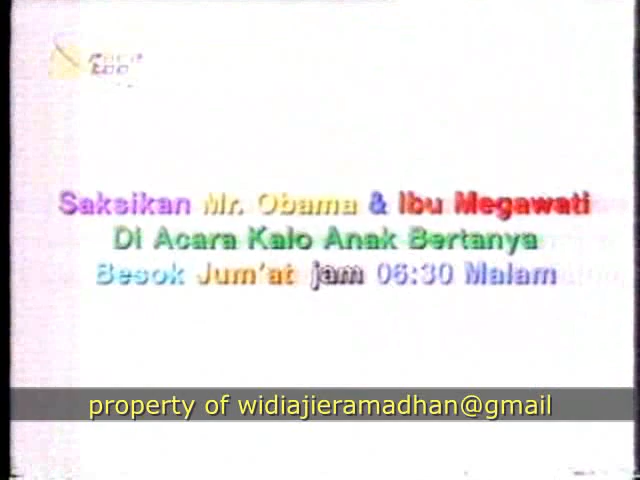 Saksikan Mr. Obama & Ibu Megawati
Di Acara Kalo Anak Bertanya
Besok Jum'at jam 06:30 Malam
property of widiajieramadhan@gmail